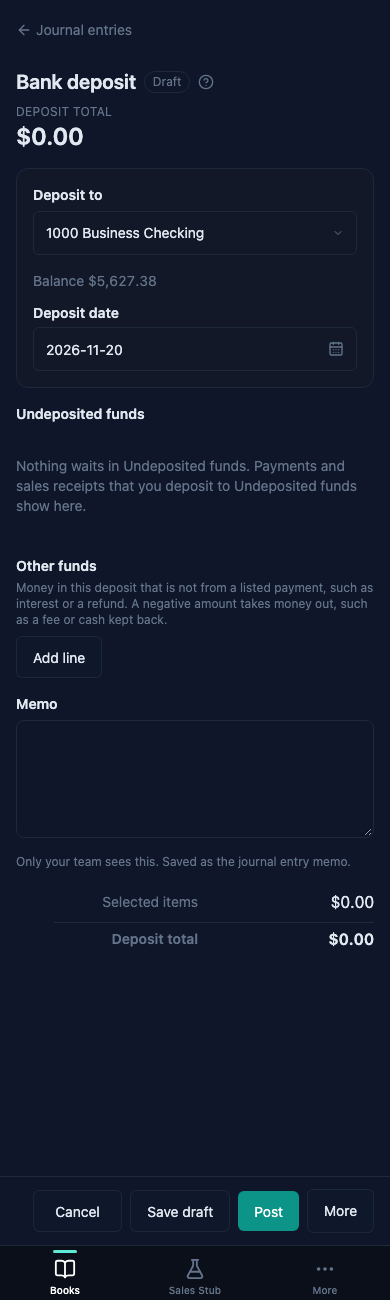 Journal entries
Bank deposit Draft
DEPOSIT TOTAL
$0.00
Deposit to
1000 Business Checking
Balance $5,627.38
Deposit date
2026-11-20
Undeposited funds
Nothing waits in Undeposited funds. Payments and
sales receipts that you deposit to Undeposited funds
show here.
Other funds
Money in this deposit that is not from a listed payment, such as
interest or a refund. A negative amount takes money out, such
as a fee or cash kept back.
Add line
Memo
Only your team sees this. Saved as the journal entry memo.
Selected items $0.00
Deposit total $0.00
Cancel Save draft Post More
Books Sales Stub More